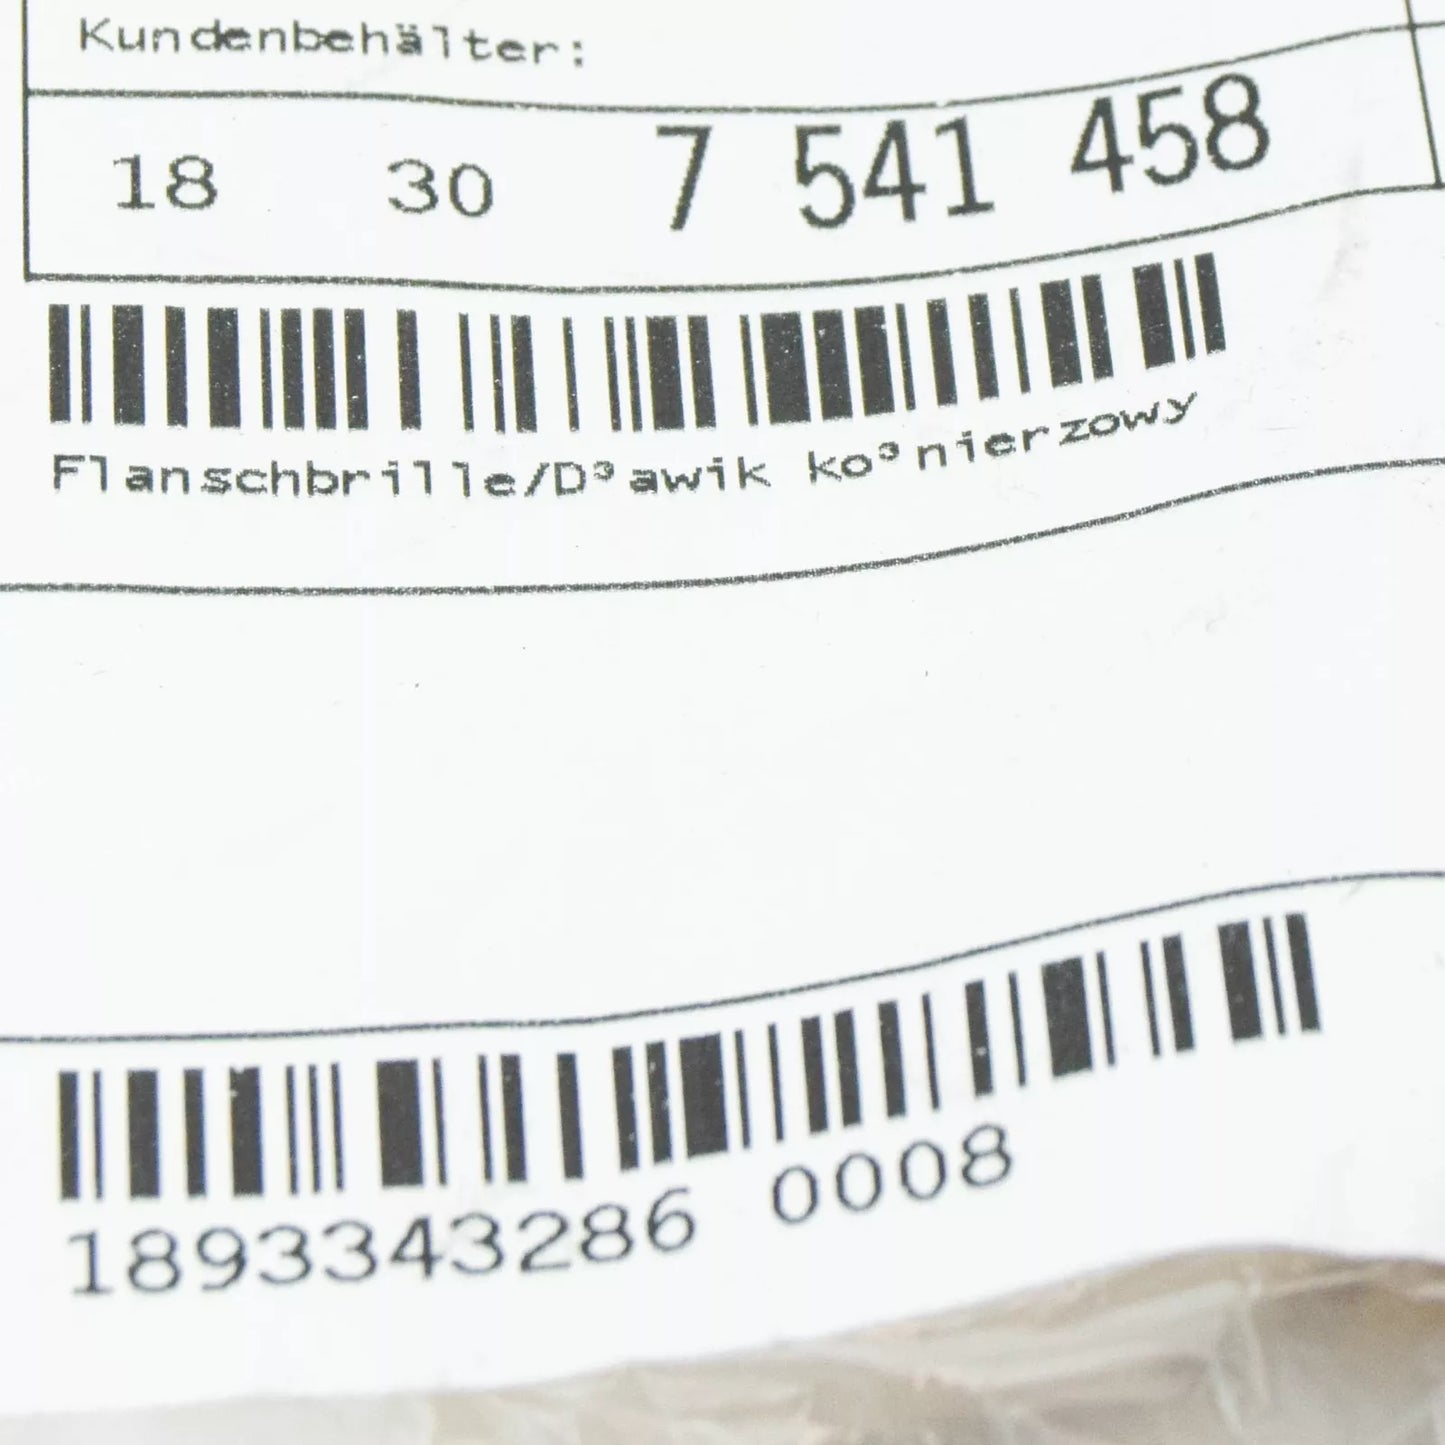 Kundenbehälter:
18 30 7 541 458
Flanschbrille/D³awik ko³nierzowy
1893343286 0008